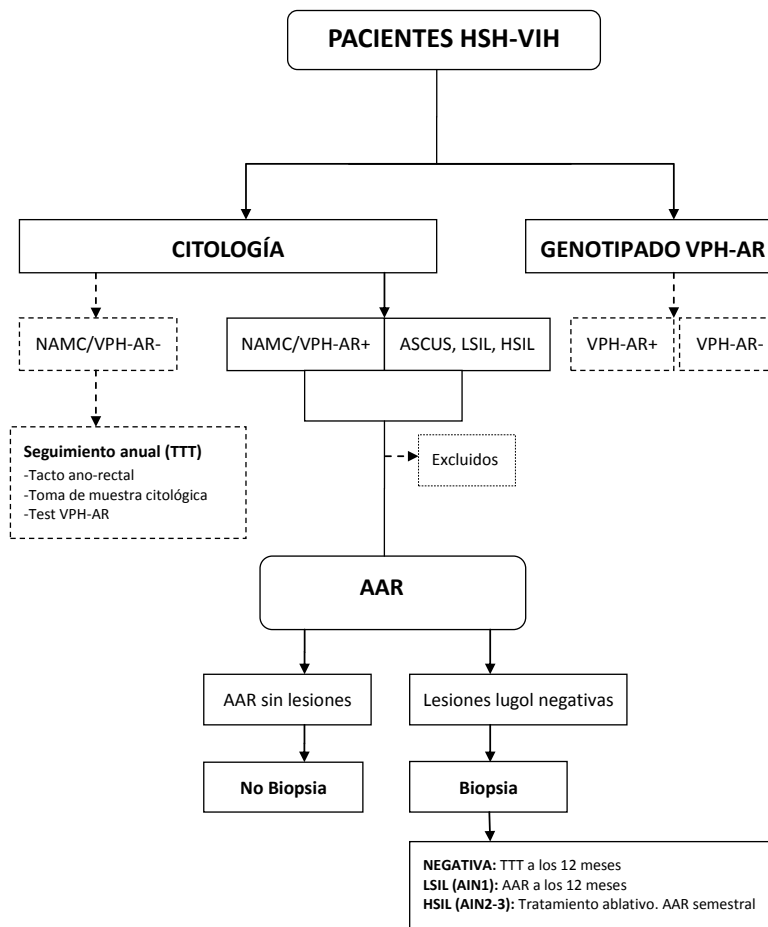 PACIENTES HSH-VIH
CITOLOGÍA
GENOTIPADO VPH-AR
NAMC/VPH-AR-
NAMC/VPH-AR+
ASCUS, LSIL, HSIL
VPH-AR+
VPH-AR-
Seguimiento anual (TTT)
-Tacto ano-rectal
-Toma de muestra citológica
-Test VPH-AR
Excluidos
AAR
AAR sin lesiones
Lesiones lugol negativas
No Biopsia
Biopsia
NEGATIVA: TTT a los 12 meses
LSIL (AIN1): AAR a los 12 meses
HSIL (AIN2-3): Tratamiento ablativo. AAR semestral